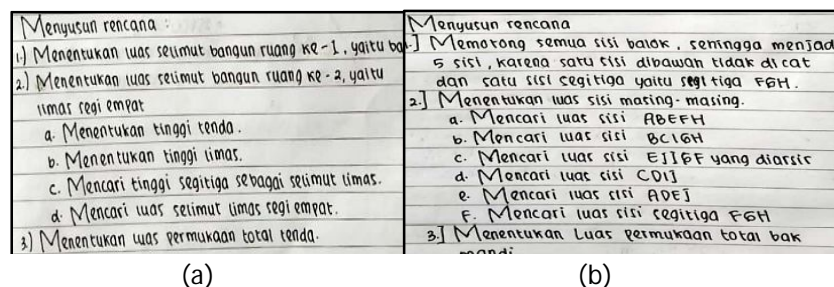 Menyusun rencana :
1.) Menentukan luas selimut bangun ruang ke-1, yaitu
2.) Menentukan luas selimut bangun ruang ke-2, yaitu
limas segi empat
a. Menentukan tinggi tenda.
b. Menentukan tinggi limas.
c. Mencari tinggi segitiga sebagai selimut limas.
d. Mencari luas selimut limas segi empat.
3.) Menentukan luas permukaan total tenda.
(a)
Menyusun rencana
1.] Memotong semua sisi balok, sehingga menjad
5 sisi, karena satu sisi dibawah tidak di cat
dan satu sisi segitiga yaitu segitiga FGH.
2.] Menentukan luas sisi masing-masing.
a. Mencari luas sisi ABEFH
b. Mencari luas sisi BCIGH
c. Mencari luas sisi EJIGF yang diarsir
d. Mencari luas sisi CDIJ
e. Mencari luas sisi ADEJ
F. Mencari luas sisi segitiga FGH
3.] Menentukan Luas permukaan total bak
(b)